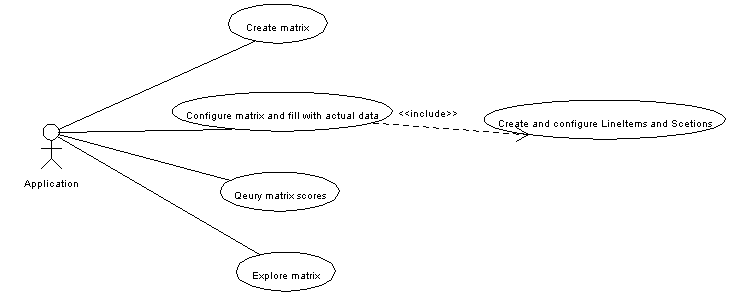 Create matrix
Configure matrix and fill with actual data
<<include>>
Create and configure LineItems and Scetions
Application
Qeury matrix scores
Explore matrix